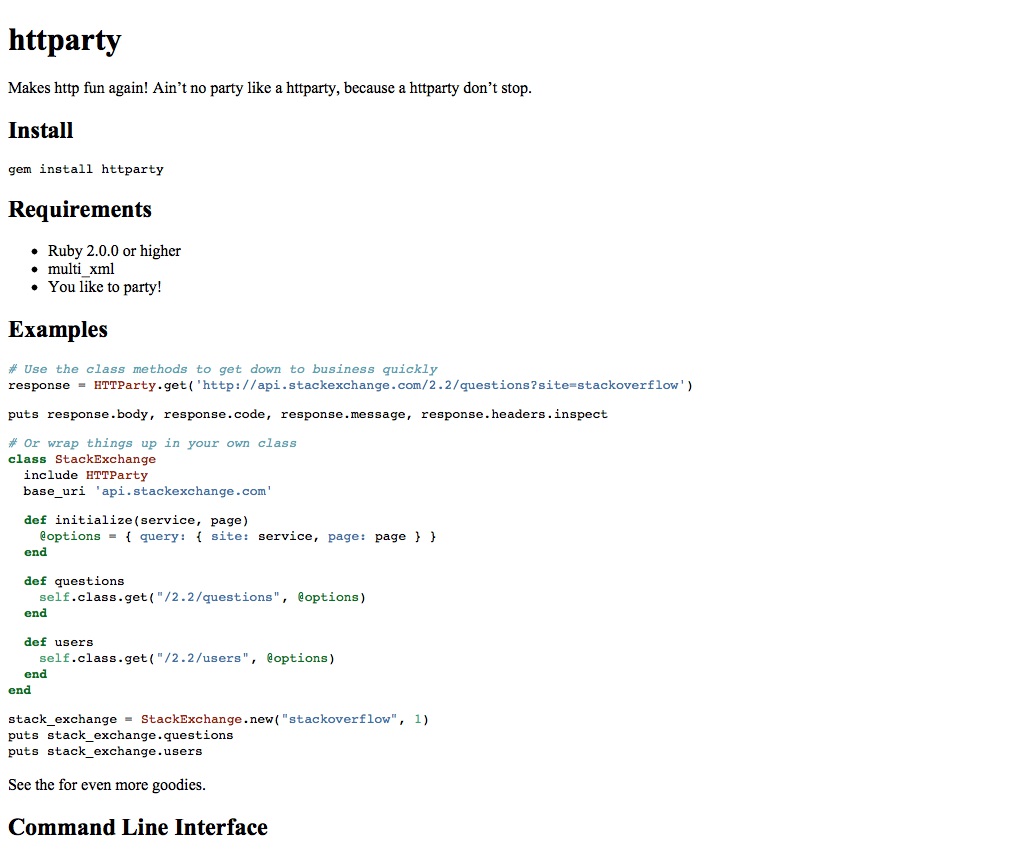 httparty
Makes http fun again! Ain’t no party like a httparty, because a httparty don’t stop.
Install
gem install httparty
Requirements
• Ruby 2.0.0 or higher
• multi_xml
• You like to party!
Examples
# Use the class methods to get down to business quickly
response = HTTParty.get('http://api.stackexchange.com/2.2/questions?site=stackoverflow')
puts response.body, response.code, response.message, response.headers.inspect
# Or wrap things up in your own class
class StackExchange
  include HTTParty
  base_uri 'api.stackexchange.com'
  def initialize(service, page)
    @options = { query: { site: service, page: page } }
  end
  def questions
    self.class.get("/2.2/questions", @options)
  end
  def users
    self.class.get("/2.2/users", @options)
  end
end
stack_exchange = StackExchange.new("stackoverflow", 1)
puts stack_exchange.questions
puts stack_exchange.users
See the for even more goodies.
Command Line Interface